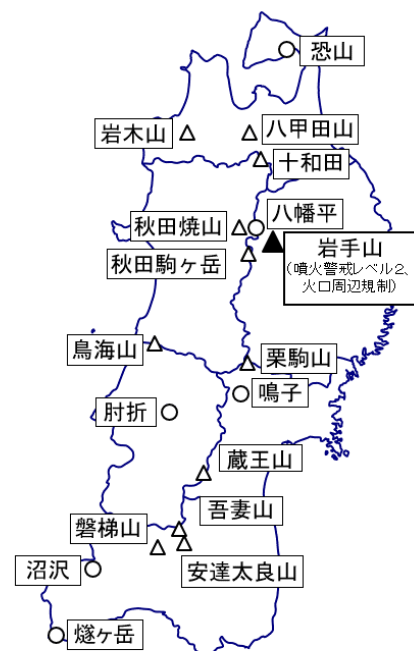 恐山
岩木山
八甲田山
十和田
八幡平
秋田焼山
岩手山
(噴火警戒レベル2、
火口周辺規制)
秋田駒ヶ岳
鳥海山
栗駒山
鳴子
肘折
蔵王山
吾妻山
磐梯山
沼沢
安達太良山
燧ヶ岳